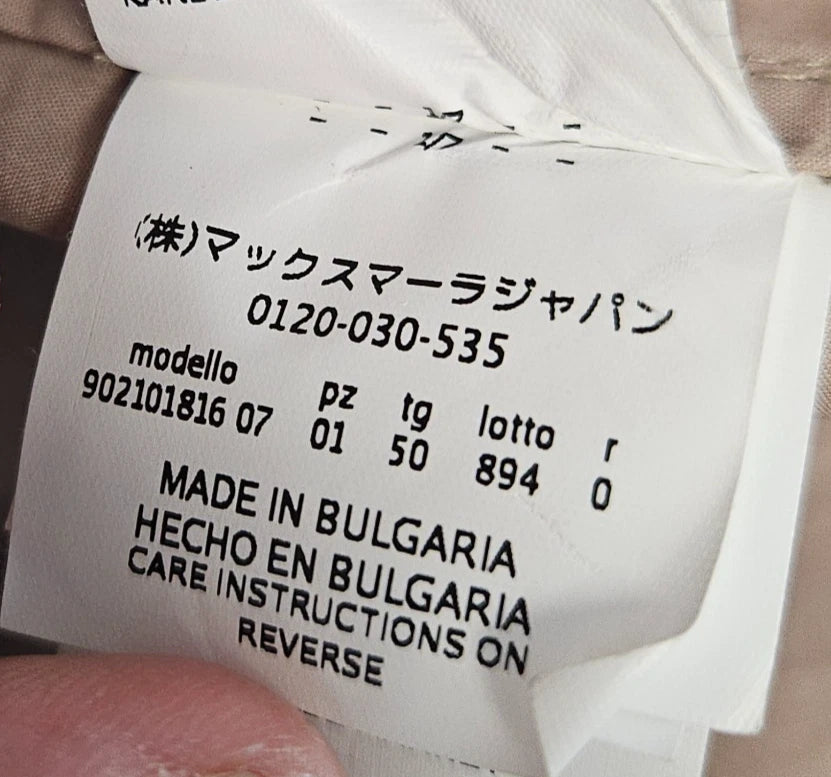 (株)マックスマーラジャパン
0120-030-535
modello pz tg lotto r
902101816 07 01 50 894 0
MADE IN BULGARIA
HECHO EN BULGARIA
CARE INSTRUCTIONS ON
REVERSE